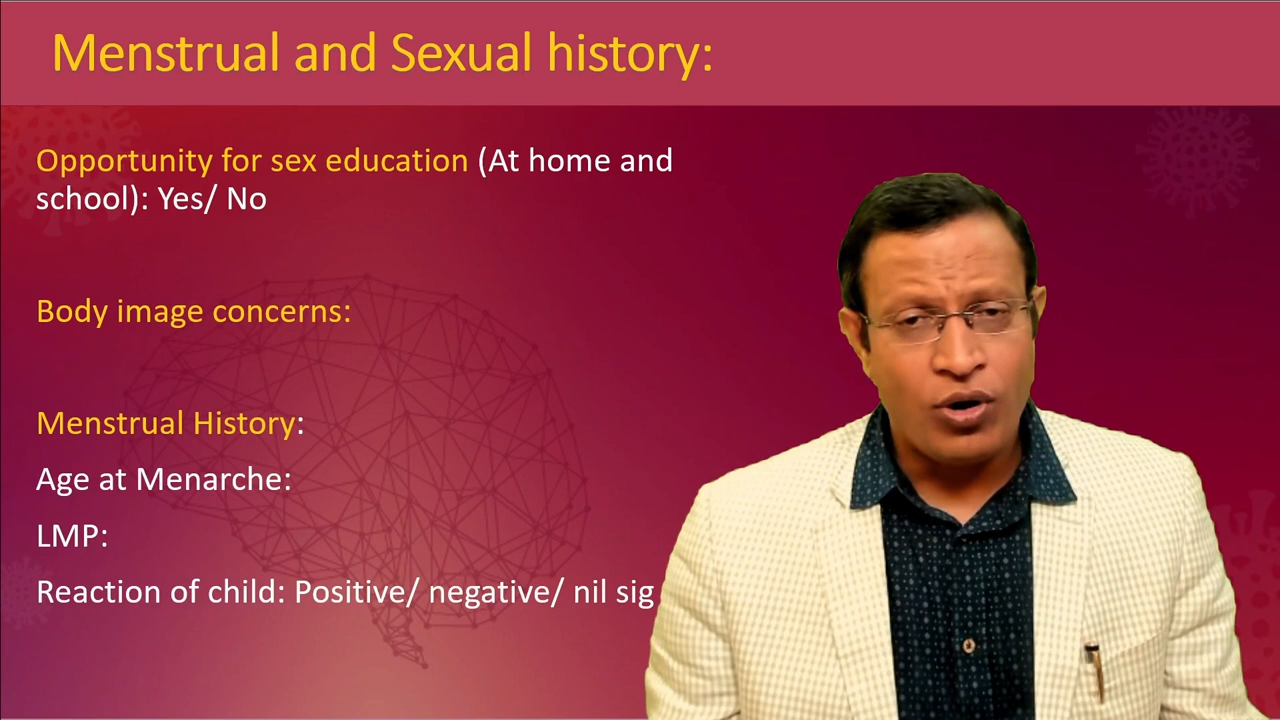 Menstrual and Sexual history:
Opportunity for sex education (At home and
school): Yes/ No
Body image concerns:
Menstrual History:
Age at Menarche:
LMP:
Reaction of child: Positive/ negative/ nil sig